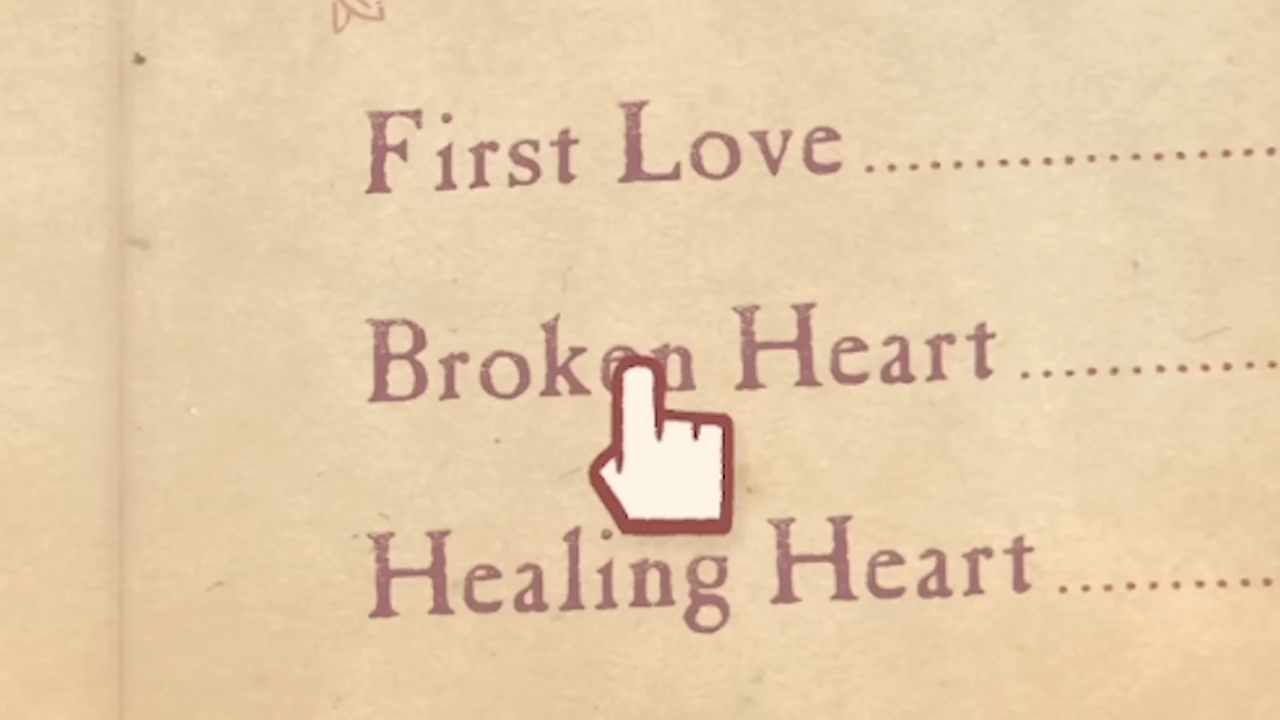 First Love ....................
Broken Heart .............
Healing Heart ...........